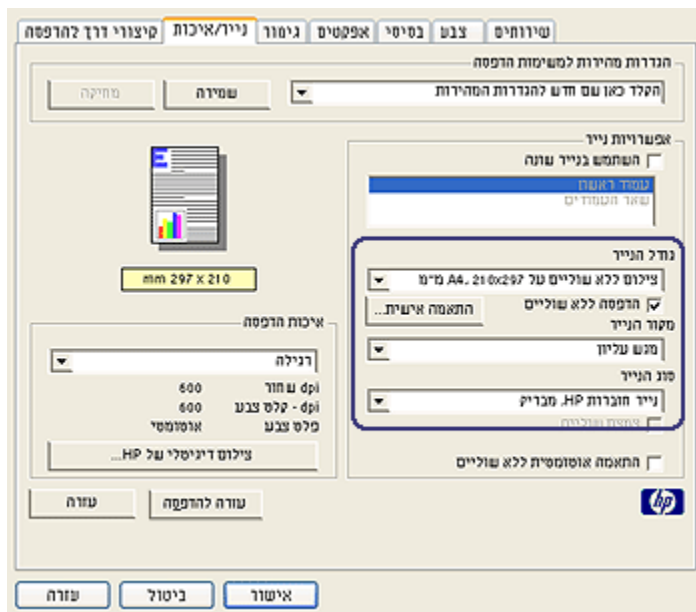 שירותים צבע בסיסי אפקטים גימור נייר/איכות קיצורי דרך להדפסה
הגדרות מהירות למשימות הדפסה
הקלד כאן שם חדש להגדרות המהירות
שמירה
מחיקה
אפשרויות נייר
השתמש בנייר שונה
עמוד ראשון
שאר העמודים
גודל הנייר
צילום ללא שוליים על A4, 210x297 מ"מ
הדפסה ללא שוליים
התאמה אישית...
מקור הנייר
מגש עליון
סוג הנייר
נייר חוברות HP, מבריק
צמצם שוליים
התאמה אוטומטית ללא שוליים
mm 297 x 210
איכות הדפסה
רגילה
dpi שחור 600
dpi - קלט צבע 600
פלט צבע אוטומטי
צילום דיגיטלי של HP...
עזרה להדפסה
עזרה
hp
אישור
ביטול
עזרה